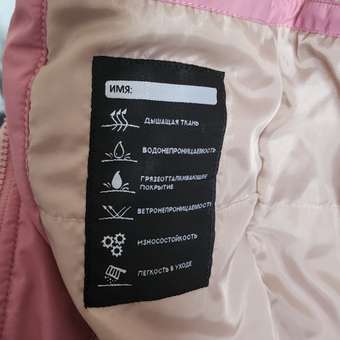 ИМЯ:
ДЫШАЩАЯ ТКАНЬ
ВОДОНЕПРОНИЦАЕМОСТЬ
ГРЯЗЕОТТАЛКИВАЮЩЕЕ
ПОКРЫТИЕ
ВЕТРОНЕПРОНИЦАЕМОСТЬ
ИЗНОСОСТОЙКОСТЬ
ЛЕГКОСТЬ В УХОДЕ